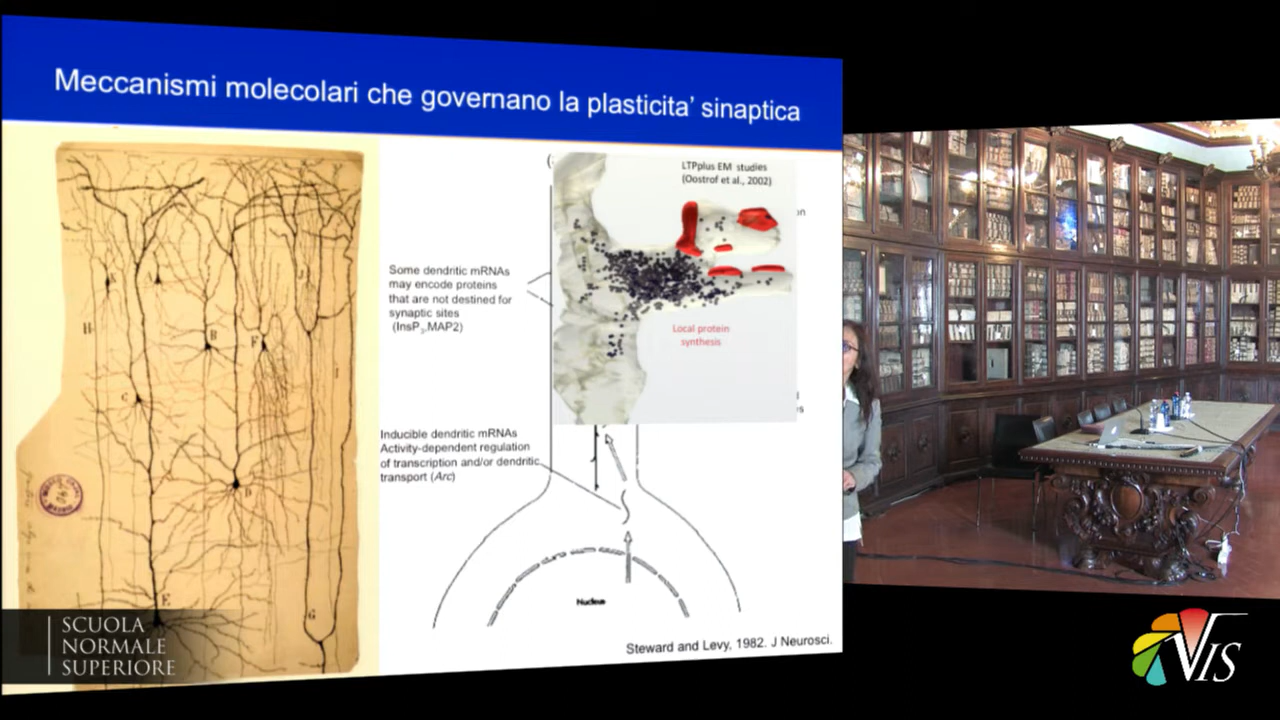 Meccanismi molecolari che governano la plasticita' sinaptica
LTPplus EM studies
(Oostrof et al., 2002)
on
Some dendritic mRNAs
may encode proteins
that are not destined for
synaptic sites
(InsP3,MAP2)
Local protein
synthesis
Inducible dendritic mRNAs
Activity-dependent regulation
of transcription and/or dendritic
transport (Arc)
Nucleus
Steward and Levy, 1982. J Neurosci.
H
B
F
I
C
D
E
G
SCUOLA
NORMALE
SUPERIORE
VIS